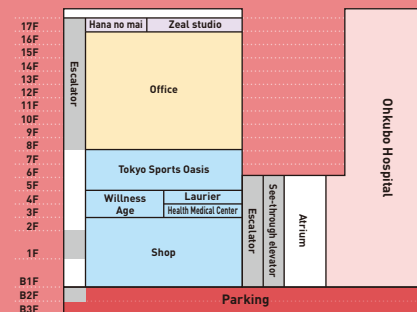 17F
16F
15F
14F
13F
12F
11F
10F
9F
8F
7F
6F
5F
4F
3F
2F
1F
B1F
B2F
B3F
Escalator
Hana no mai
Zeal studio
Office
Tokyo Sports Oasis
Willness
Age
Laurier
Health Medical Center
Shop
Escalator
See-through elevator
Atrium
Ohkubo Hospital
Parking